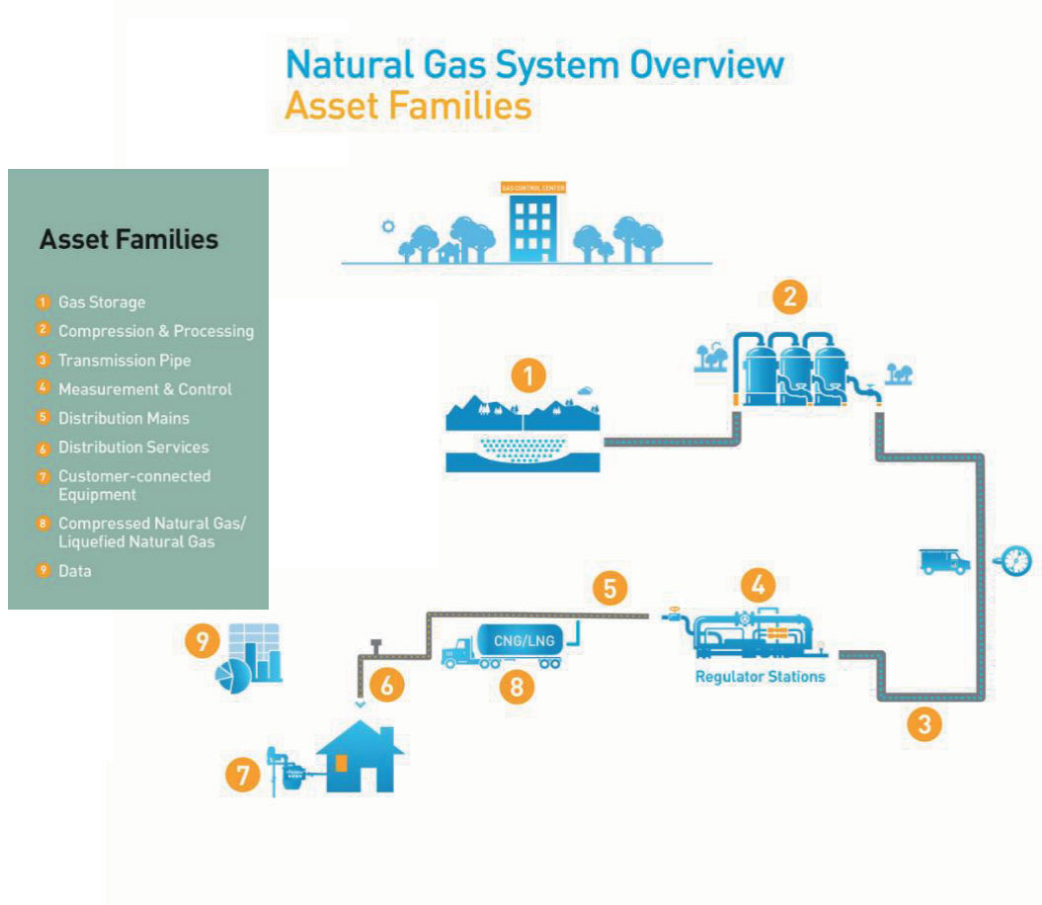 Natural Gas System Overview
Asset Families
GAS CONTROL CENTER
Asset Families
1 Gas Storage
2 Compression & Processing
3 Transmission Pipe
4 Measurement & Control
5 Distribution Mains
6 Distribution Services
7 Customer-connected
Equipment
8 Compressed Natural Gas/
Liquefied Natural Gas
9 Data
2
1
5
4
9
CNG/LNG
6
8
Regulator Stations
3
7